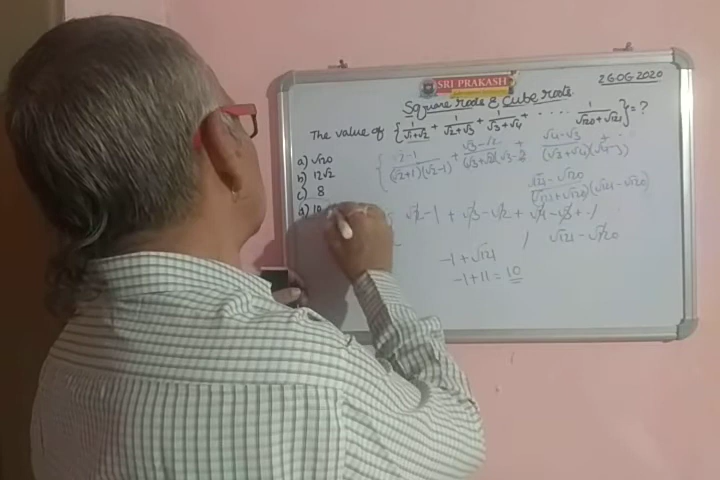 SRI PRAKASH
26 06 2020
Square roots & Cube roots
The value of {1/(√1+√2) + 1/(√2+√3) + 1/(√3+√4) + .... 1/(√120+√121)} = ?
a) √120
b) 12√2
c) 8
d) 10
{ √2-1/(√2+1)(√2-1) + √3-√2/(√3+√2)(√3-√2) + √4-√3/(√3+√4)(√4-√3) +
√121-√120/(√121+√120)(√121-√120)
√2-1 + √3-√2 + √4-√3 + - /
/ √121-√120
-1+√121
-1+11 = 10